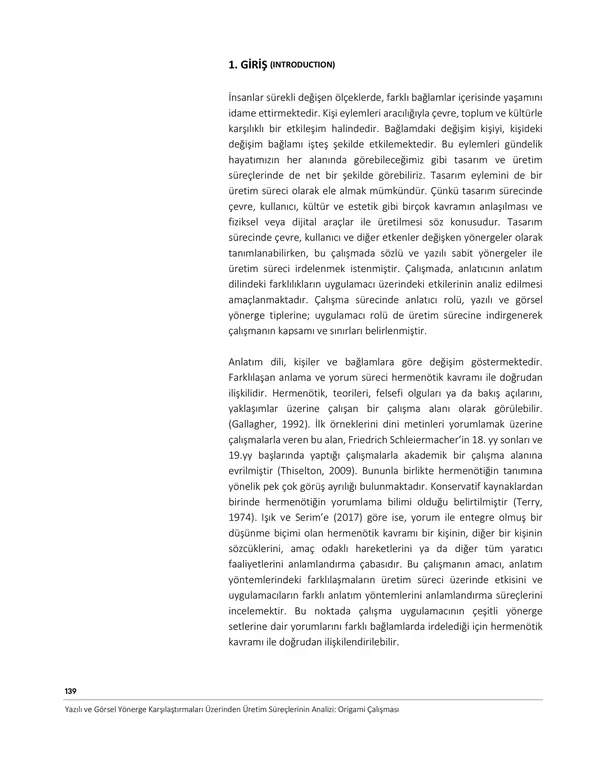 1. GİRİŞ (INTRODUCTION)
İnsanlar sürekli değişen ölçeklerde, farklı bağlamlar içerisinde yaşamını
idame ettirmektedir. Kişi eylemleri aracılığıyla çevre, toplum ve kültürle
karşılıklı bir etkileşim halindedir. Bağlamdaki değişim kişiyi, kişideki
değişim bağlamı işteş şekilde etkilemektedir. Bu eylemleri gündelik
hayatımızın her alanında görebileceğimiz gibi tasarım ve üretim
süreçlerinde de net bir şekilde görebiliriz. Tasarım eylemini de bir
üretim süreci olarak ele almak mümkündür. Çünkü tasarım sürecinde
çevre, kullanıcı, kültür ve estetik gibi birçok kavramın anlaşılması ve
fiziksel veya dijital araçlar ile üretilmesi söz konusudur. Tasarım
sürecinde çevre, kullanıcı ve diğer etkenler değişken yönergeler olarak
tanımlanabilirken, bu çalışmada sözlü ve yazılı sabit yönergeler ile
üretim süreci irdelenmek istenmiştir. Çalışmada, anlatıcının anlatım
dilindeki farklılıkların uygulamacı üzerindeki etkilerinin analiz edilmesi
amaçlanmaktadır. Çalışma sürecinde anlatıcı rolü, yazılı ve görsel
yönerge tiplerine; uygulamacı rolü de üretim sürecine indirgenerek
çalışmanın kapsamı ve sınırları belirlenmiştir.
Anlatım dili, kişiler ve bağlamlara göre değişim göstermektedir.
Farklılaşan anlama ve yorum süreci hermenötik kavramı ile doğrudan
ilişkilidir. Hermenötik, teorileri, felsefi olguları ya da bakış açılarını,
yaklaşımlar üzerine çalışan bir çalışma alanı olarak görülebilir.
(Gallagher, 1992). İlk örneklerini dini metinleri yorumlamak üzerine
çalışmalarla veren bu alan, Friedrich Schleiermacher’in 18. yy sonları ve
19.yy başlarında yaptığı çalışmalarla akademik bir çalışma alanına
evrilmiştir (Thiselton, 2009). Bununla birlikte hermenötiğin tanımına
yönelik pek çok görüş ayrılığı bulunmaktadır. Konservatif kaynaklardan
birinde hermenötiğin yorumlama bilimi olduğu belirtilmiştir (Terry,
1974). Işık ve Serim’e (2017) göre ise, yorum ile entegre olmuş bir
düşünme biçimi olan hermenötik kavramı bir kişinin, diğer bir kişinin
sözcüklerini, amaç odaklı hareketlerini ya da diğer tüm yaratıcı
faaliyetlerini anlamlandırma çabasıdır. Bu çalışmanın amacı, anlatım
yöntemlerindeki farklılaşmaların üretim süreci üzerinde etkisini ve
uygulamacıların farklı anlatım yöntemlerini anlamlandırma süreçlerini
incelemektir. Bu noktada çalışma uygulamacının çeşitli yönerge
setlerine dair yorumlarını farklı bağlamlarda irdelediği için hermenötik
kavramı ile doğrudan ilişkilendirilebilir.
139
Yazılı ve Görsel Yönerge Karşılaştırmaları Üzerinden Üretim Süreçlerinin Analizi: Origami Çalışması